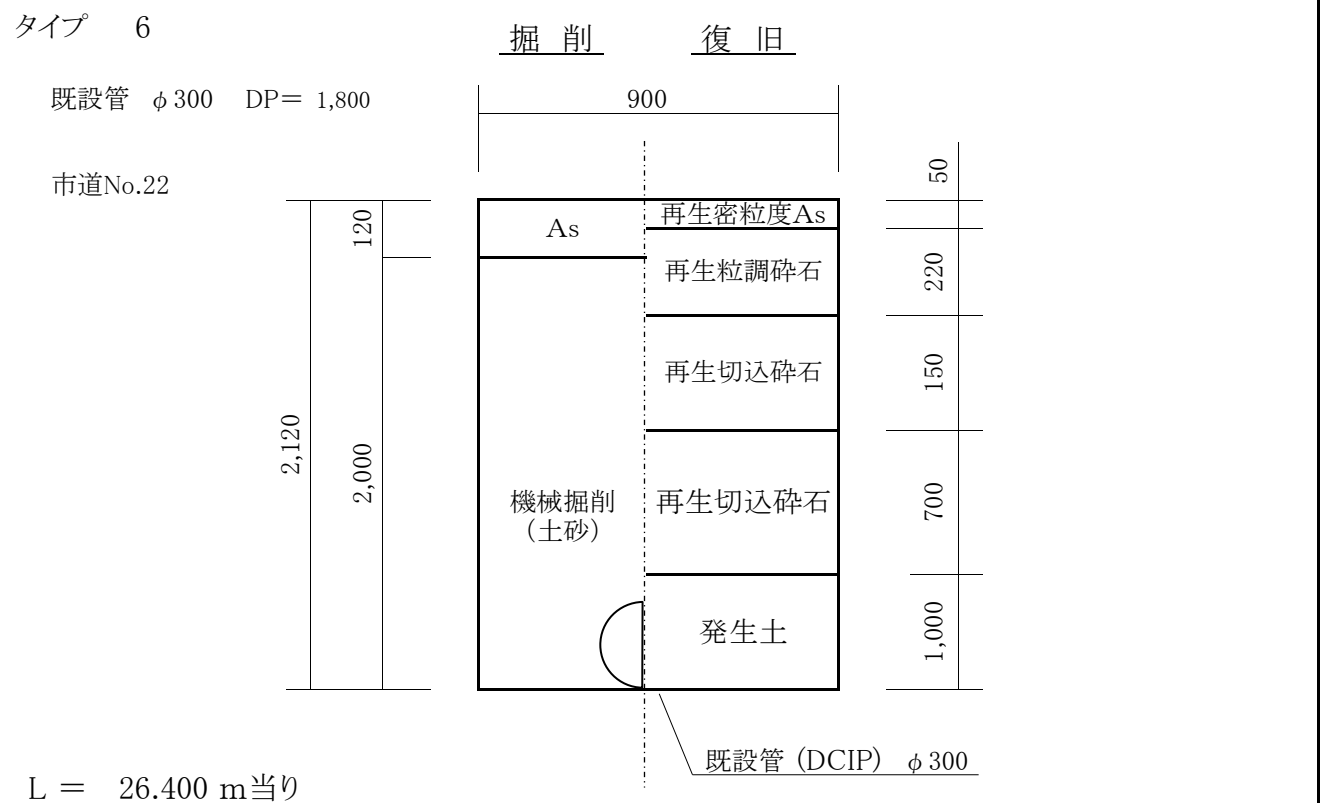 タイプ 6
掘 削 復 旧
既設管 φ300 DP＝ 1,800
900
市道No.22
50
120
As
再生密粒度As
再生粒調砕石
220
再生切込砕石
150
2,120
2,000
機械掘削
（土砂）
再生切込砕石
700
発生土
1,000
既設管 (DCIP) φ300
L ＝ 26.400 m当り